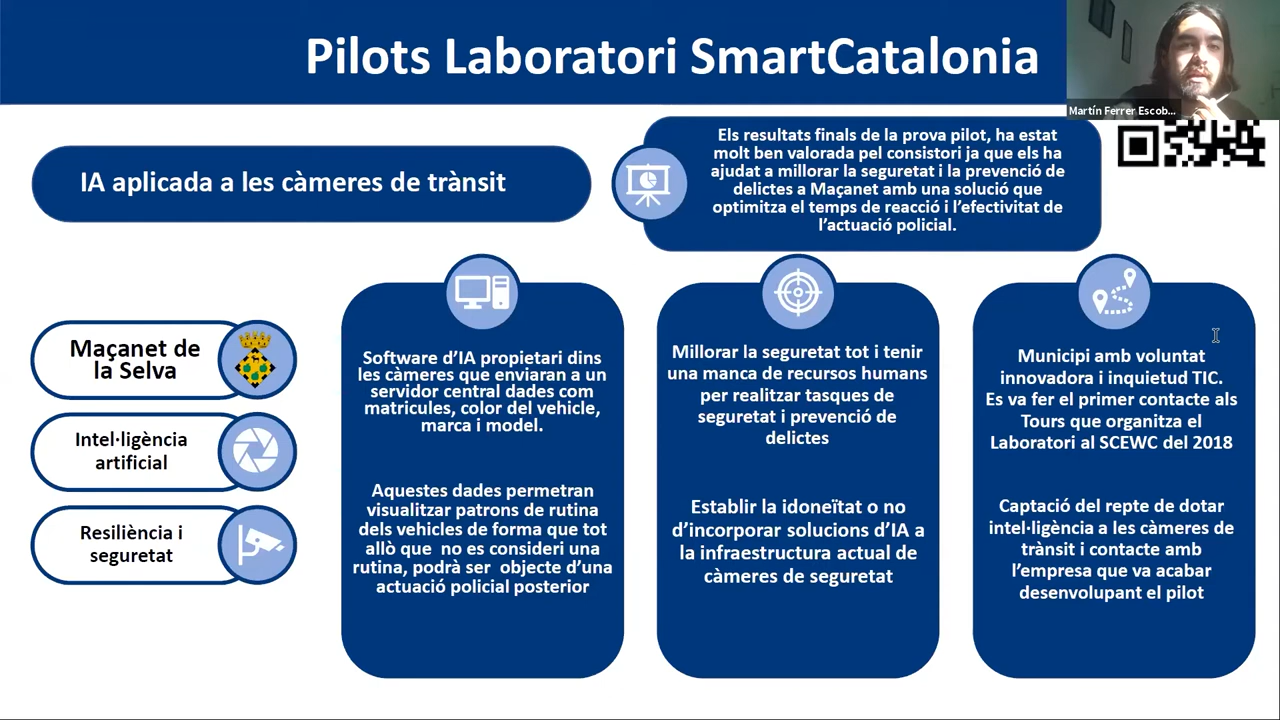 Pilots Laboratori SmartCatalonia
Martín Ferrer Escob...
IA aplicada a les càmeres de trànsit
Els resultats finals de la prova pilot, ha estat
molt ben valorada pel consistori ja que els ha
ajudat a millorar la seguretat i la prevenció de
delictes a Maçanet amb una solució que
optimitza el temps de reacció i l’efectivitat de
l’actuació policial.
Maçanet de
la Selva
Intel·ligència
artificial
Resiliència i
seguretat
Software d’IA propietari dins
les càmeres que enviaran a un
servidor central dades com
matricules, color del vehicle,
marca i model.
Aquestes dades permetran
visualitzar patrons de rutina
dels vehicles de forma que tot
allò que no es consideri una
rutina, podrà ser objecte d’una
actuació policial posterior
Millorar la seguretat tot i tenir
una manca de recursos humans
per realitzar tasques de
seguretat i prevenció de
delictes
Establir la idoneïtat o no
d’incorporar solucions d’IA a
la infraestructura actual de
càmeres de seguretat
Municipi amb voluntat
innovadora i inquietud TIC.
Es va fer el primer contacte als
Tours que organitza el
Laboratori al SCEWC del 2018
Captació del repte de dotar
intel·ligència a les càmeres de
trànsit i contacte amb
l’empresa que va acabar
desenvolupant el pilot